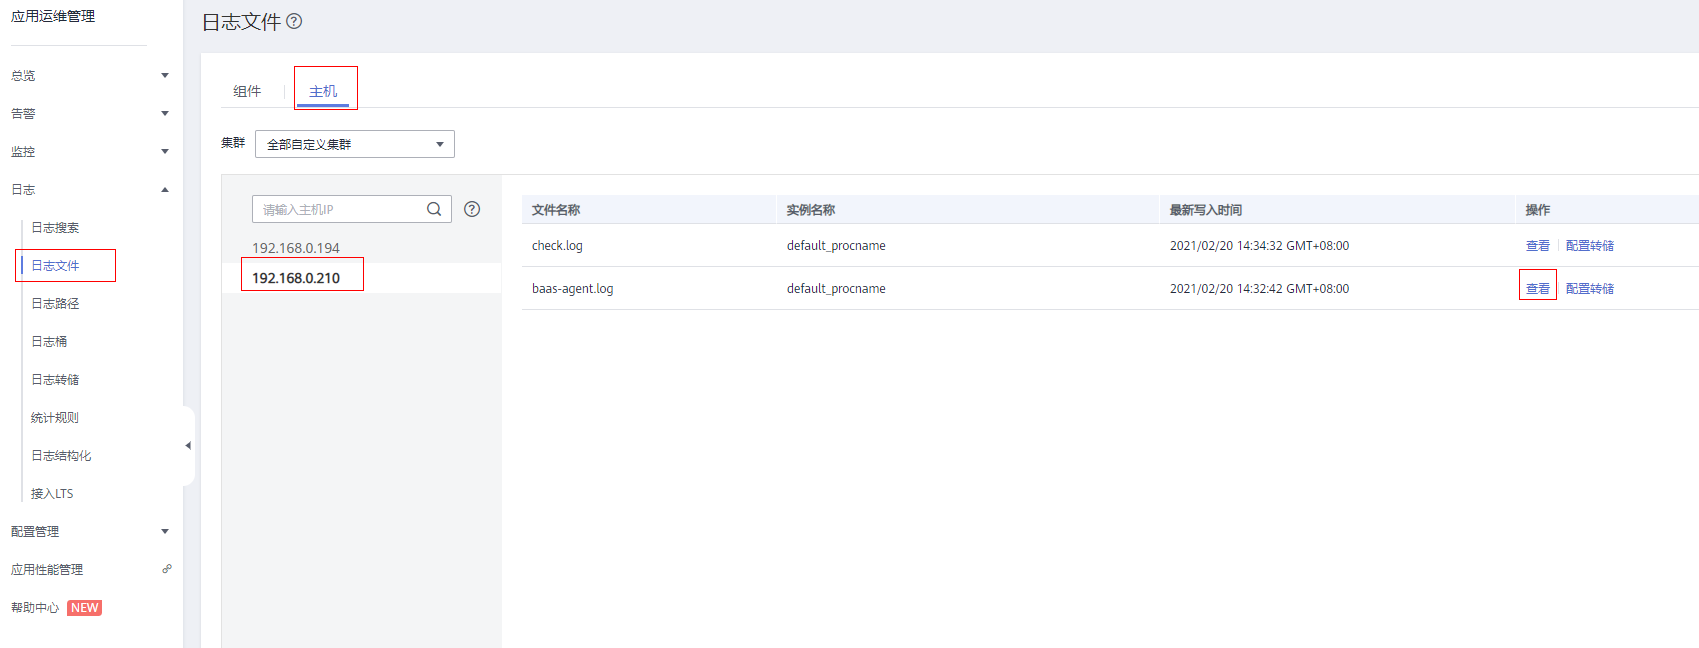 应用运维管理
总览
告警
监控
日志
日志搜索
日志文件
日志路径
日志桶
日志转储
统计规则
日志结构化
接入LTS
配置管理
应用性能管理
帮助中心 NEW
日志文件 ?
组件 主机
集群 全部自定义集群
请输入主机IP ?
192.168.0.194
192.168.0.210
文件名称 实例名称 最新写入时间 操作
check.log default_procname 2021/02/20 14:34:32 GMT+08:00 查看 配置转储
baas-agent.log default_procname 2021/02/20 14:32:42 GMT+08:00 查看 配置转储